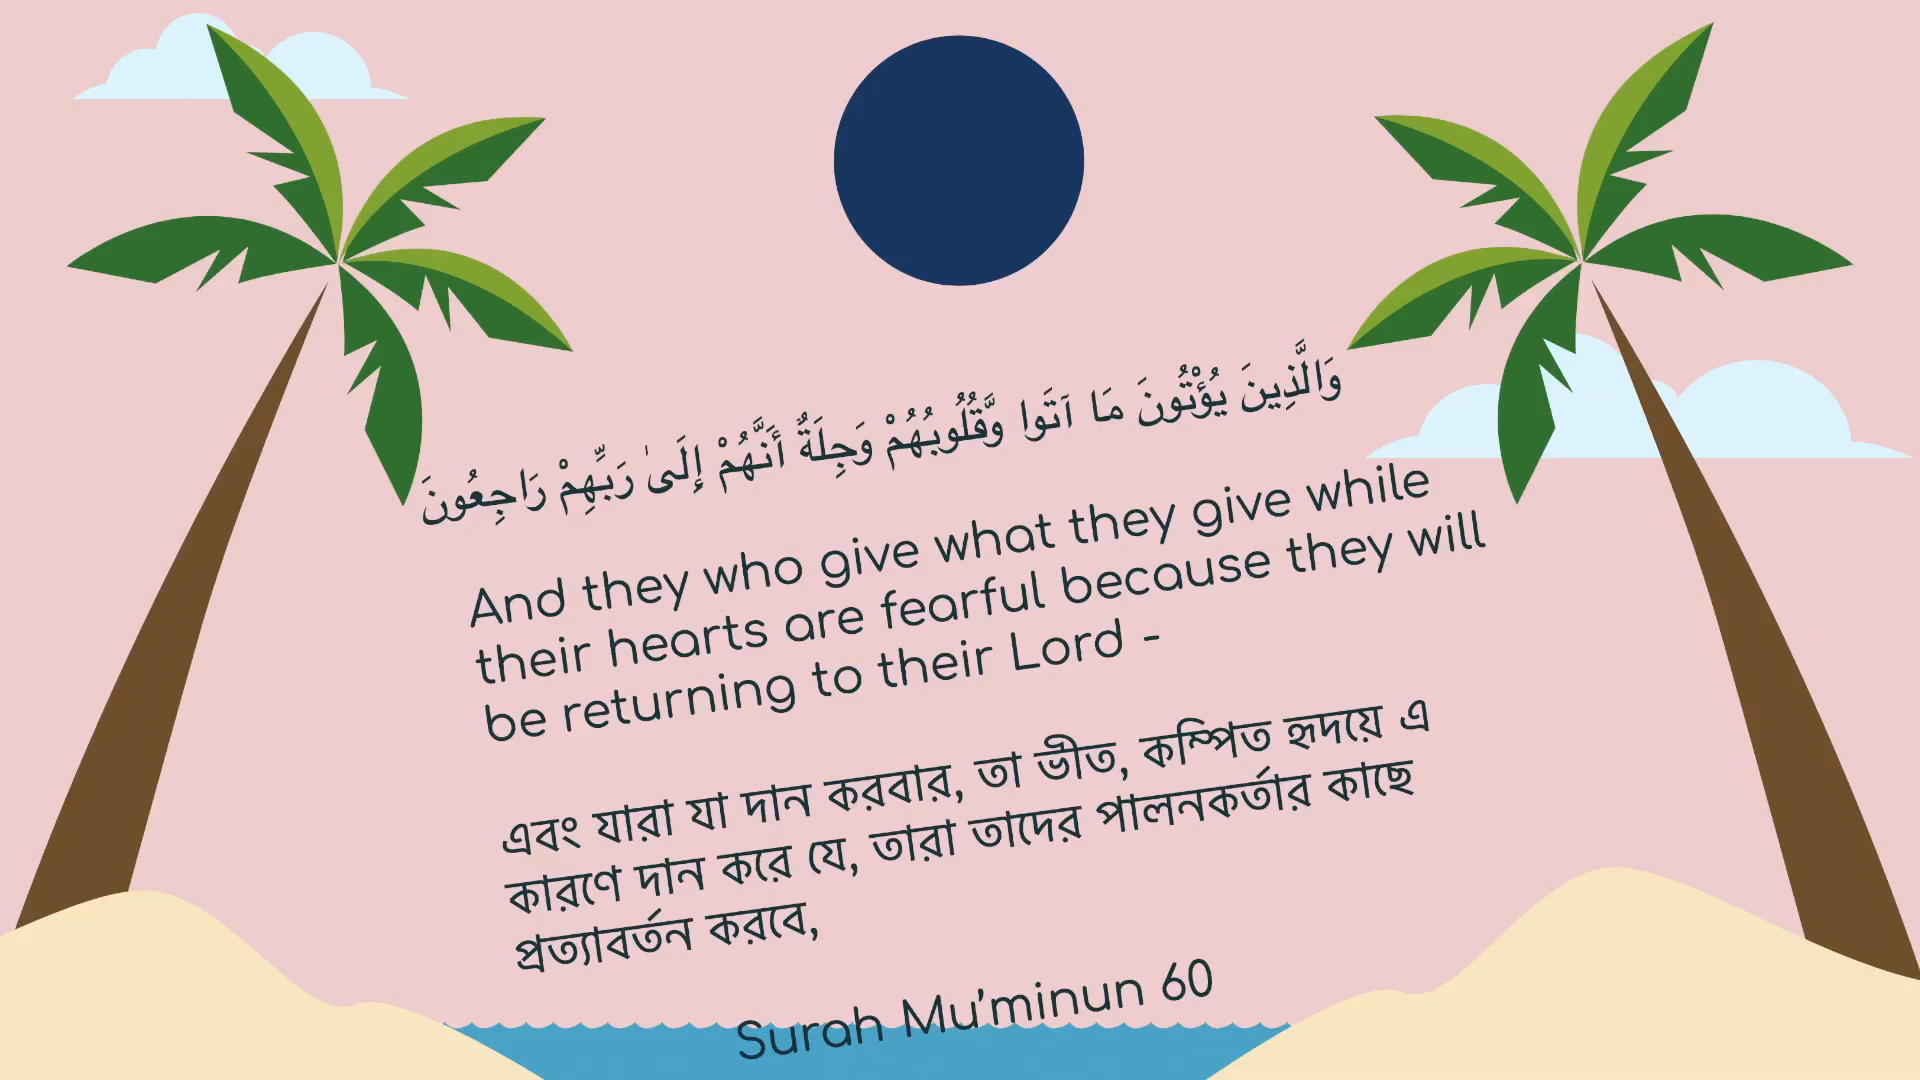 وَالَّذِينَ يُؤْتُونَ مَا آتَوا وَّقُلُوبُهُمْ وَجِلَةٌ أَنَّهُمْ إِلَىٰ رَبِّهِمْ رَاجِعُونَ
And they who give what they give while
their hearts are fearful because they will
be returning to their Lord -
এবং যারা যা দান করবার, তা ভীত, কম্পিত হৃদয়ে এ
কারণে দান করে যে, তারা তাদের পালনকর্তার কাছে
প্রত্যাবর্তন করবে,
Surah Mu’minun 60